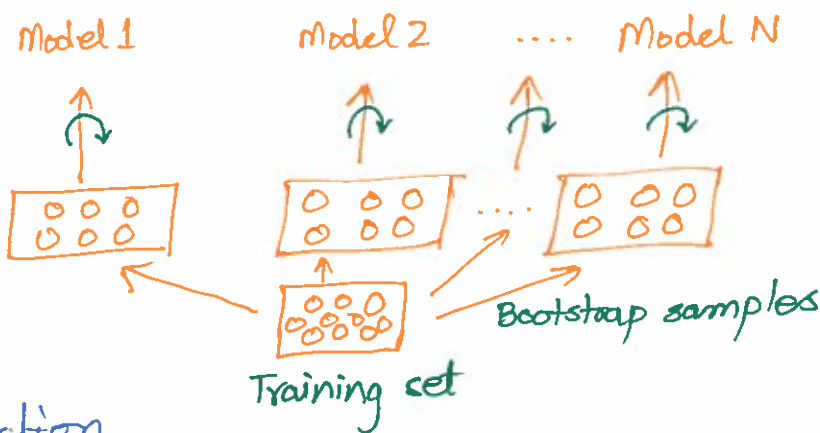 Model 1 Model 2 .... Model N
....
Bootstrap samples
Training set